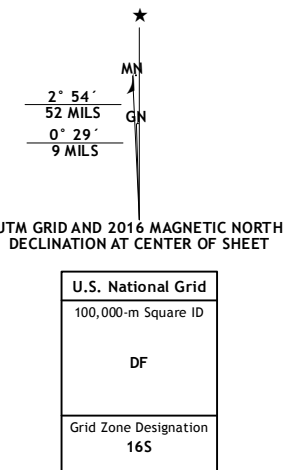 ★
MN
2° 54´
52 MILS
GN
0° 29´
9 MILS
UTM GRID AND 2016 MAGNETIC NORTH
DECLINATION AT CENTER OF SHEET
U.S. National Grid
100,000-m Square ID
DF
Grid Zone Designation
16S